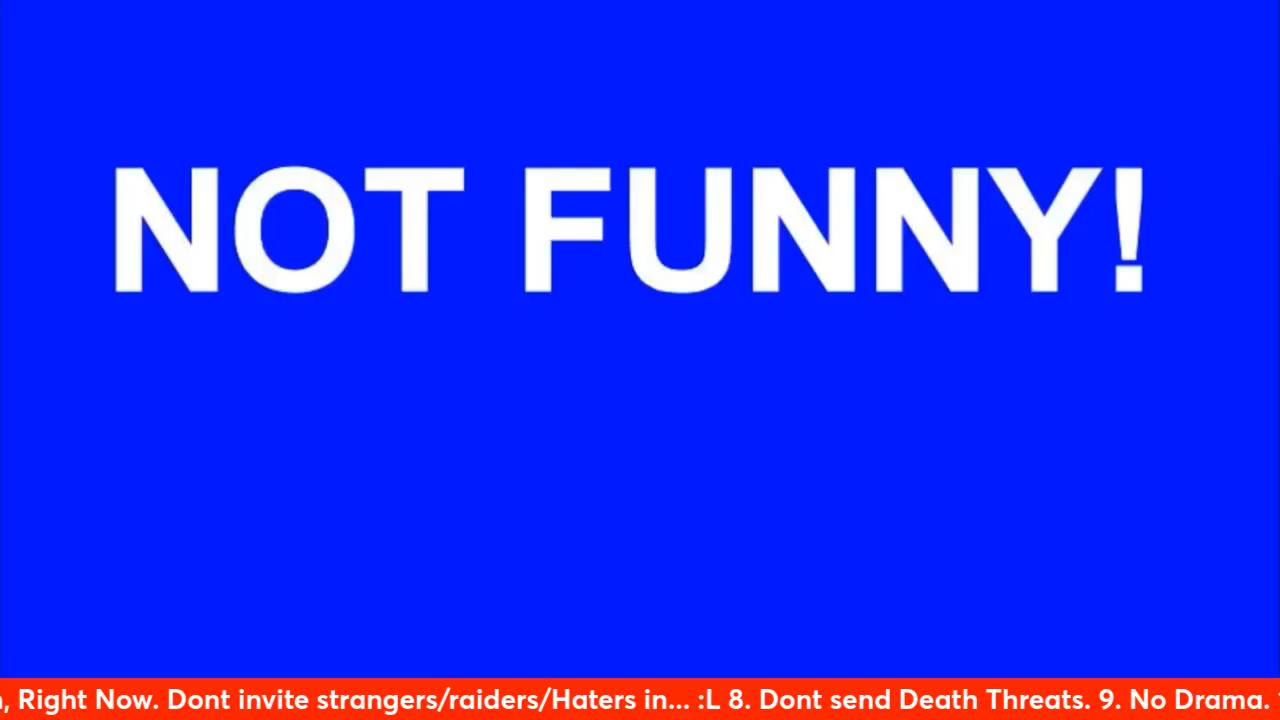 NOT FUNNY!
, Right Now. Dont invite strangers/raiders/Haters in... :L 8. Dont send Death Threats. 9. No Drama.